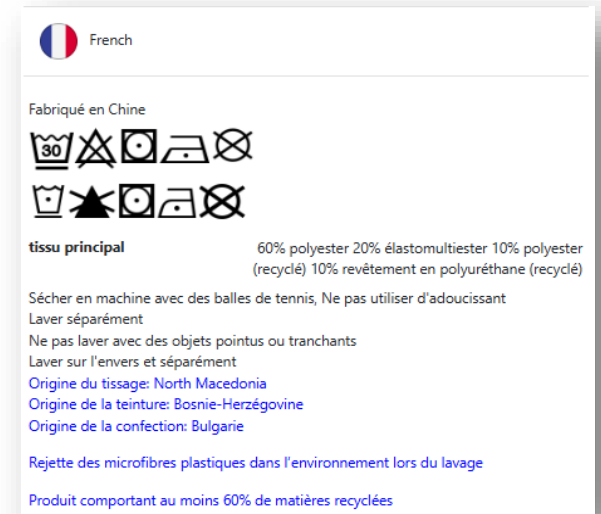 French
Fabriqué en Chine
30
tissu principal
60% polyester 20% élastomultiester 10% polyester
(recyclé) 10% revêtement en polyuréthane (recyclé)
Sécher en machine avec des balles de tennis, Ne pas utiliser d'adoucissant
Laver séparément
Ne pas laver avec des objets pointus ou tranchants
Laver sur l'envers et séparément
Origine du tissage: North Macedonia
Origine de la teinture: Bosnie-Herzégovine
Origine de la confection: Bulgarie
Rejette des microfibres plastiques dans l'environnement lors du lavage
Produit comportant au moins 60% de matières recyclées